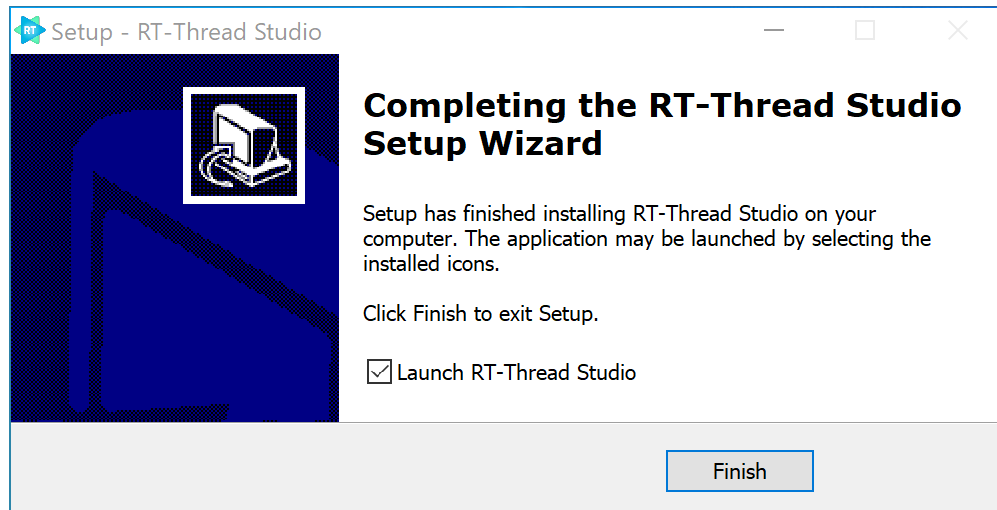 RT
Setup - RT-Thread Studio
Completing the RT-Thread Studio
Setup Wizard
Setup has finished installing RT-Thread Studio on your
computer. The application may be launched by selecting the
installed icons.
Click Finish to exit Setup.
Launch RT-Thread Studio
Finish